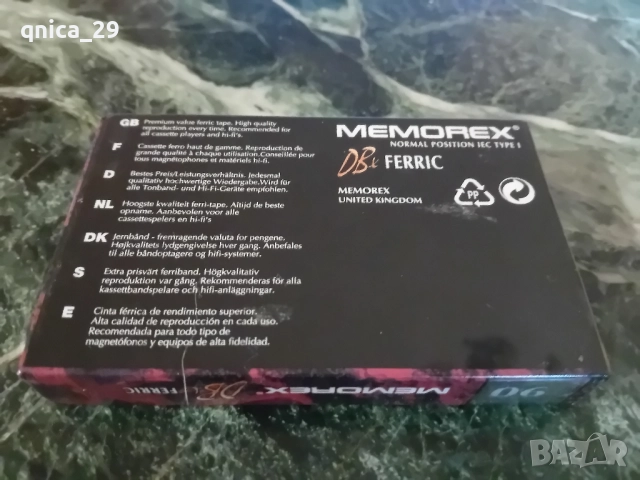 qnica_29
GB Premium value ferric tape. High quality
reproduction every time. Recommended for
all cassette players and hi-fi's.
F Cassette ferro haut de gamme. Reproduction de
grande qualité à chaque utilisation. Conseillée pour
tous magnétophones et matériels hi-fi.
D Bestes Preis/Leistungsverhältnis. Jedesmal
qualitativ hochwertige Wiedergabe.Wird für
alle Tonband- und Hi-Fi-Geräte empfohlen.
NL Hoogste kwaliteit ferri-tape. Altijd de beste
opname. Aanbevolen voor alle
cassettespelers en hi-fi's
DK Jernbånd - fremragende valuta for pengene.
Højkvalitets lydgengivelse hver gang. Anbefales
til alle båndoptagere og hifi-systemer.
S Extra prisvärt ferriband. Högkvalitativ
reproduktion var gång. Rekommenderas för alla
kassettbandspelare och hifi-anläggningar.
E Cinta férrica de rendimiento superior.
Alta calidad de reproducción en cada uso.
Recomendada para todo tipo de
magnetófonos y equipos de alta fidelidad.
MEMOREX®
NORMAL POSITION IEC TYPE I
DBx FERRIC
MEMOREX
UNITED KINGDOM
PP
DBx FERRIC
MEMOREX
90
BAZAR